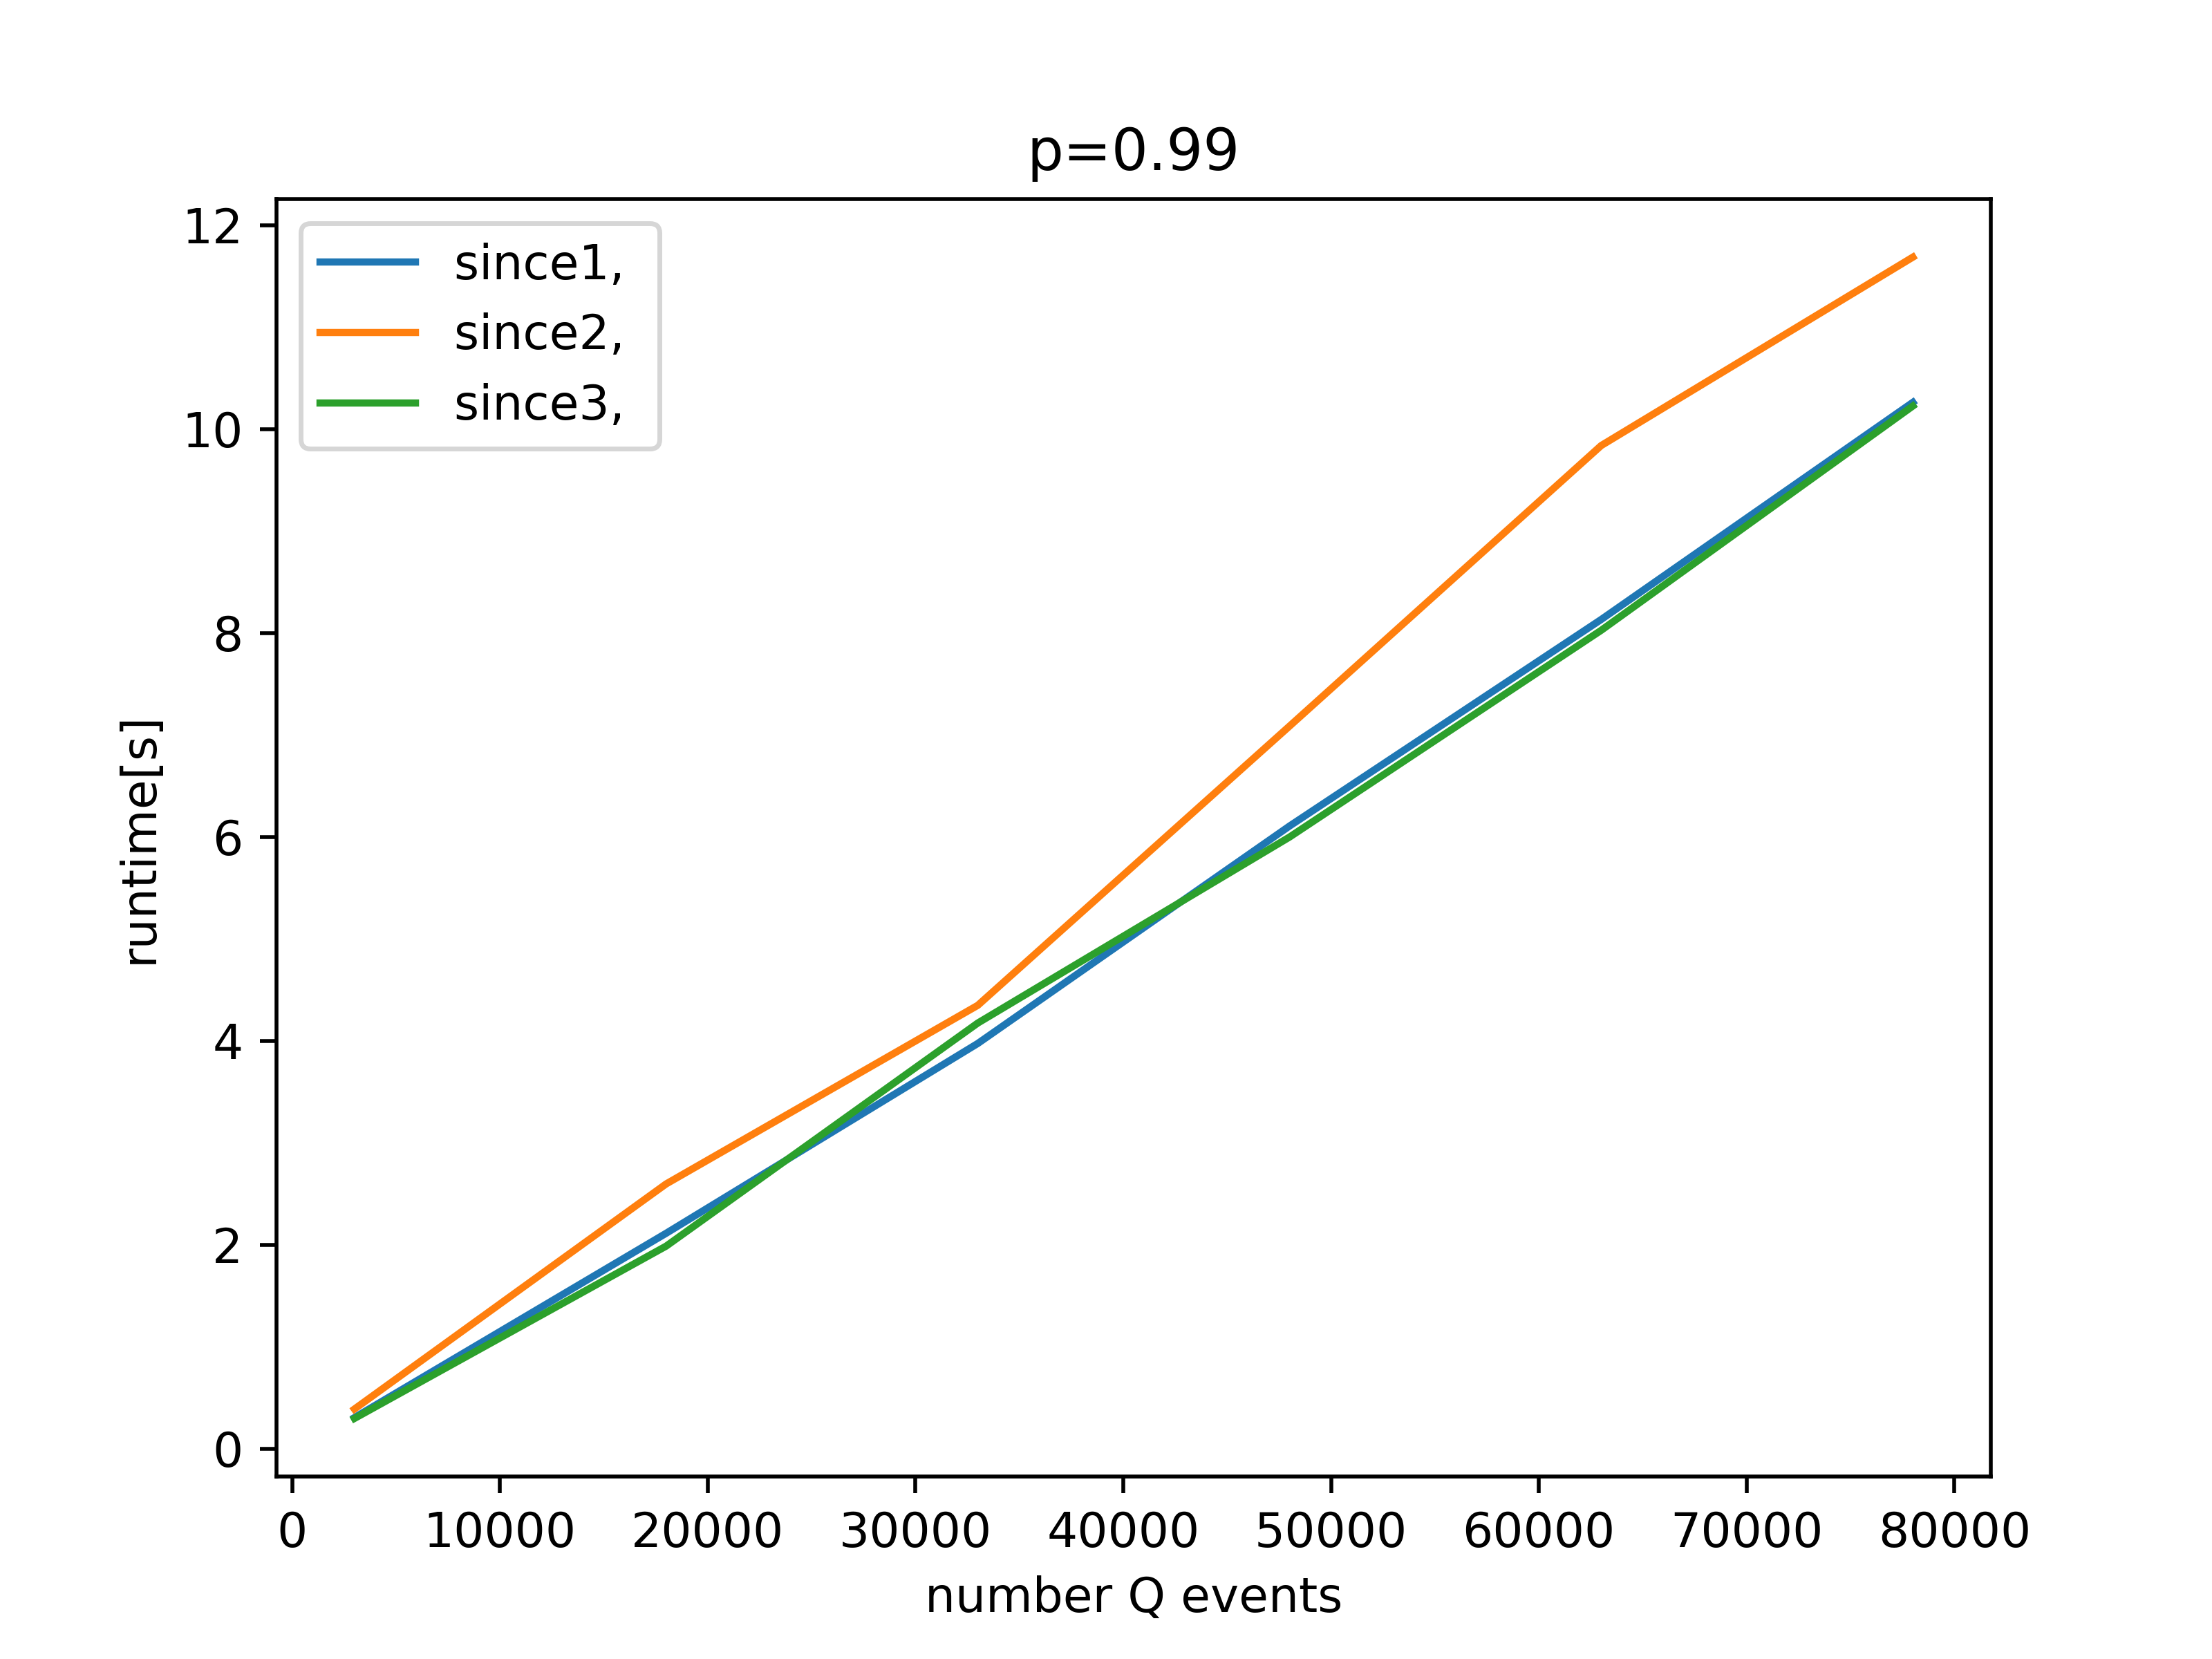 p=0.99
12
10
8
6
4
2
0
since1,
since2,
since3,
runtime[s]
0 10000 20000 30000 40000 50000 60000 70000 80000
number Q events